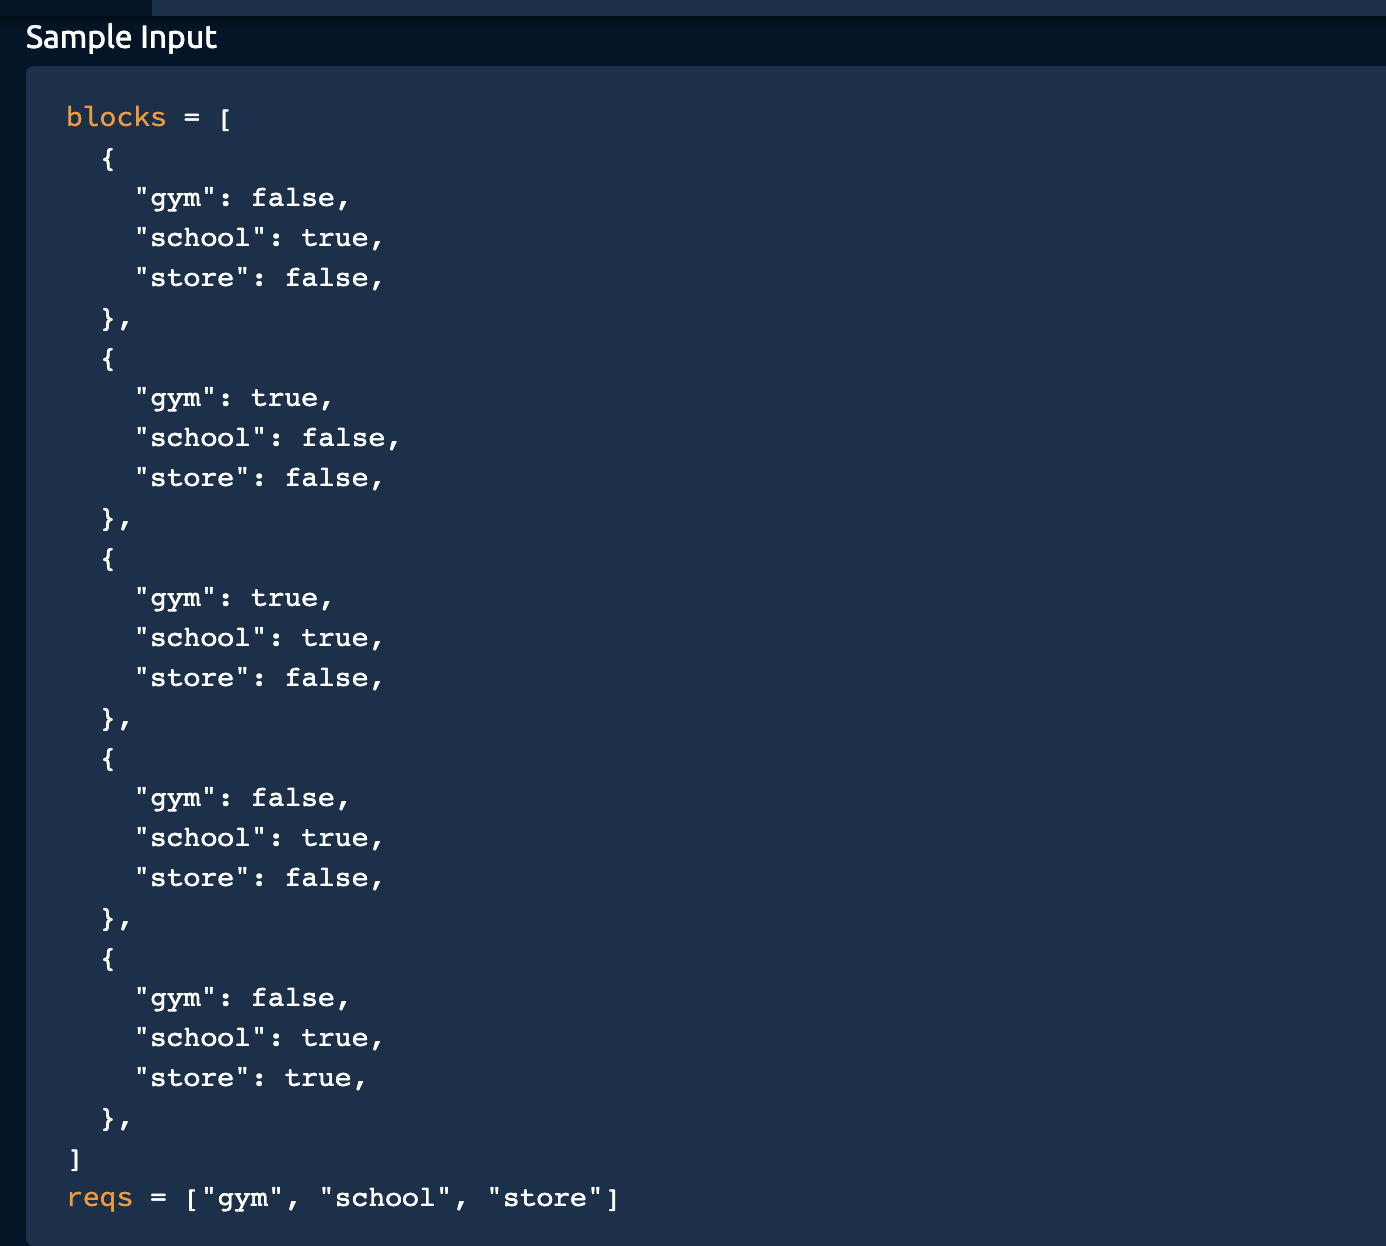 Sample Input
blocks = [
  {
    "gym": false,
    "school": true,
    "store": false,
  },
  {
    "gym": true,
    "school": false,
    "store": false,
  },
  {
    "gym": true,
    "school": true,
    "store": false,
  },
  {
    "gym": false,
    "school": true,
    "store": false,
  },
  {
    "gym": false,
    "school": true,
    "store": true,
  },
]
reqs = ["gym", "school", "store"]